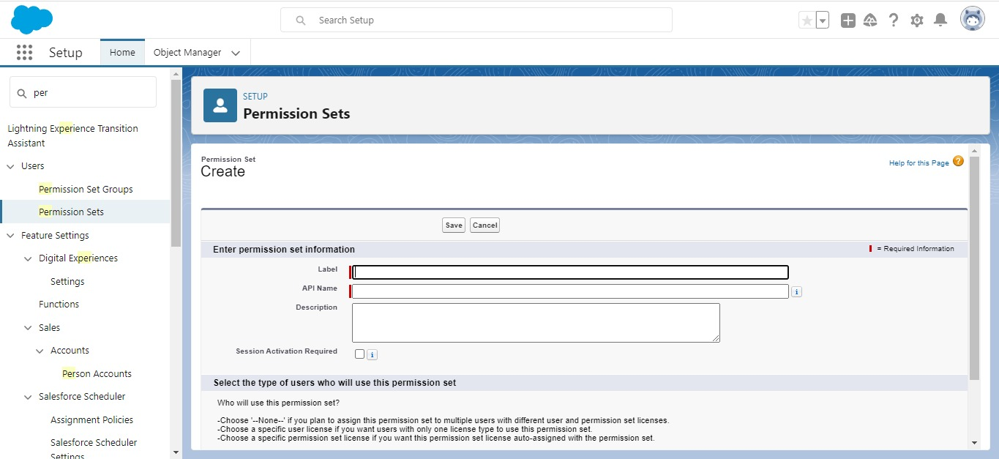 Search Setup
Setup
Home
Object Manager
per
Lightning Experience Transition
Assistant
Users
Permission Set Groups
Permission Sets
Feature Settings
Digital Experiences
Settings
Functions
Sales
Accounts
Person Accounts
Salesforce Scheduler
Assignment Policies
Salesforce Scheduler
Settings
SETUP
Permission Sets
Permission Set
Create
Help for this Page ?
Save Cancel
Enter permission set information
= Required Information
Label
API Name
i
Description
Session Activation Required
i
Select the type of users who will use this permission set
Who will use this permission set?
-Choose '--None--' if you plan to assign this permission set to multiple users with different user and permission set licenses.
-Choose a specific user license if you want users with only one license type to use this permission set.
-Choose a specific permission set license if you want this permission set license auto-assigned with the permission set.